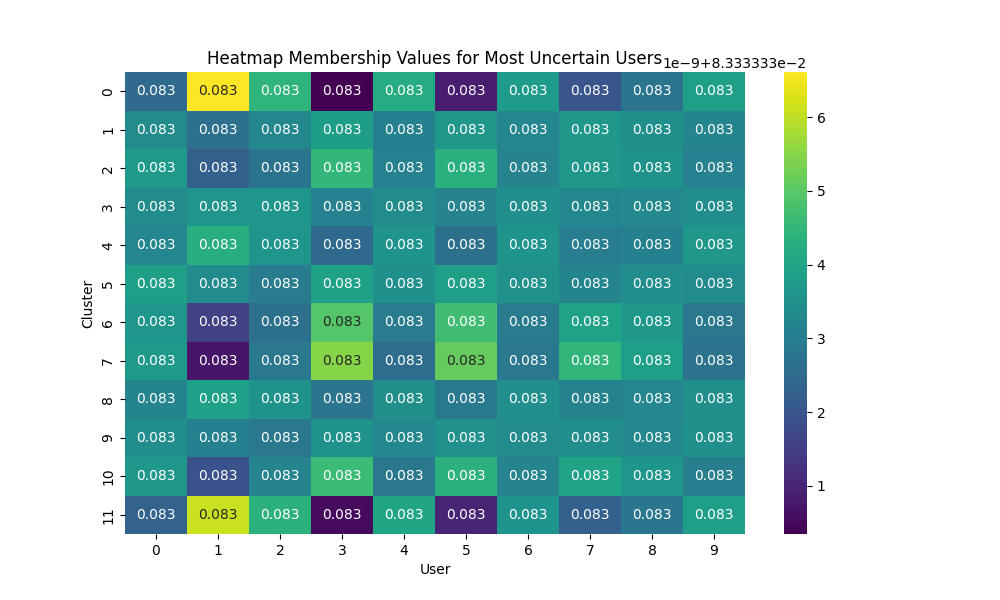 Heatmap Membership Values for Most Uncertain Users
1e−9+8.333333e−2
0 0.083 0.083 0.083 0.083 0.083 0.083 0.083 0.083 0.083 0.083
1 0.083 0.083 0.083 0.083 0.083 0.083 0.083 0.083 0.083 0.083
2 0.083 0.083 0.083 0.083 0.083 0.083 0.083 0.083 0.083 0.083
3 0.083 0.083 0.083 0.083 0.083 0.083 0.083 0.083 0.083 0.083
4 0.083 0.083 0.083 0.083 0.083 0.083 0.083 0.083 0.083 0.083
5 0.083 0.083 0.083 0.083 0.083 0.083 0.083 0.083 0.083 0.083
6 0.083 0.083 0.083 0.083 0.083 0.083 0.083 0.083 0.083 0.083
7 0.083 0.083 0.083 0.083 0.083 0.083 0.083 0.083 0.083 0.083
8 0.083 0.083 0.083 0.083 0.083 0.083 0.083 0.083 0.083 0.083
9 0.083 0.083 0.083 0.083 0.083 0.083 0.083 0.083 0.083 0.083
10 0.083 0.083 0.083 0.083 0.083 0.083 0.083 0.083 0.083 0.083
11 0.083 0.083 0.083 0.083 0.083 0.083 0.083 0.083 0.083 0.083
0 1 2 3 4 5 6 7 8 9
User
Cluster
6
5
4
3
2
1